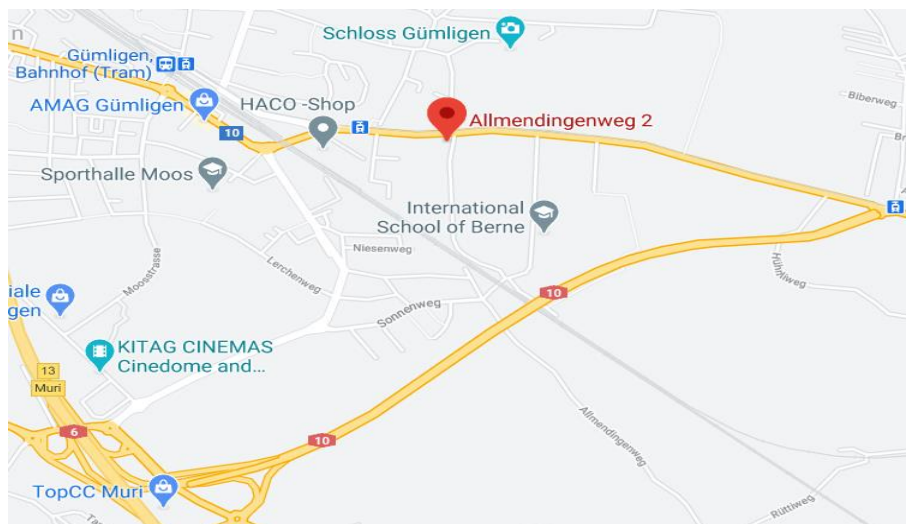 Schloss Gümligen
Gümligen,
Bahnhof (Tram)
AMAG Gümligen
HACO -Shop
10
Allmendingenweg 2
Biberweg
Sporthalle Moos
International
School of Berne
Niesenweg
Lerchenweg
Moosstrasse
Sonnenweg
10
iale
gen
KITAG CINEMAS
Cinedome and...
13
Muri
6
10
Allmendingenweg
TopCC Muri
Rüttiweg